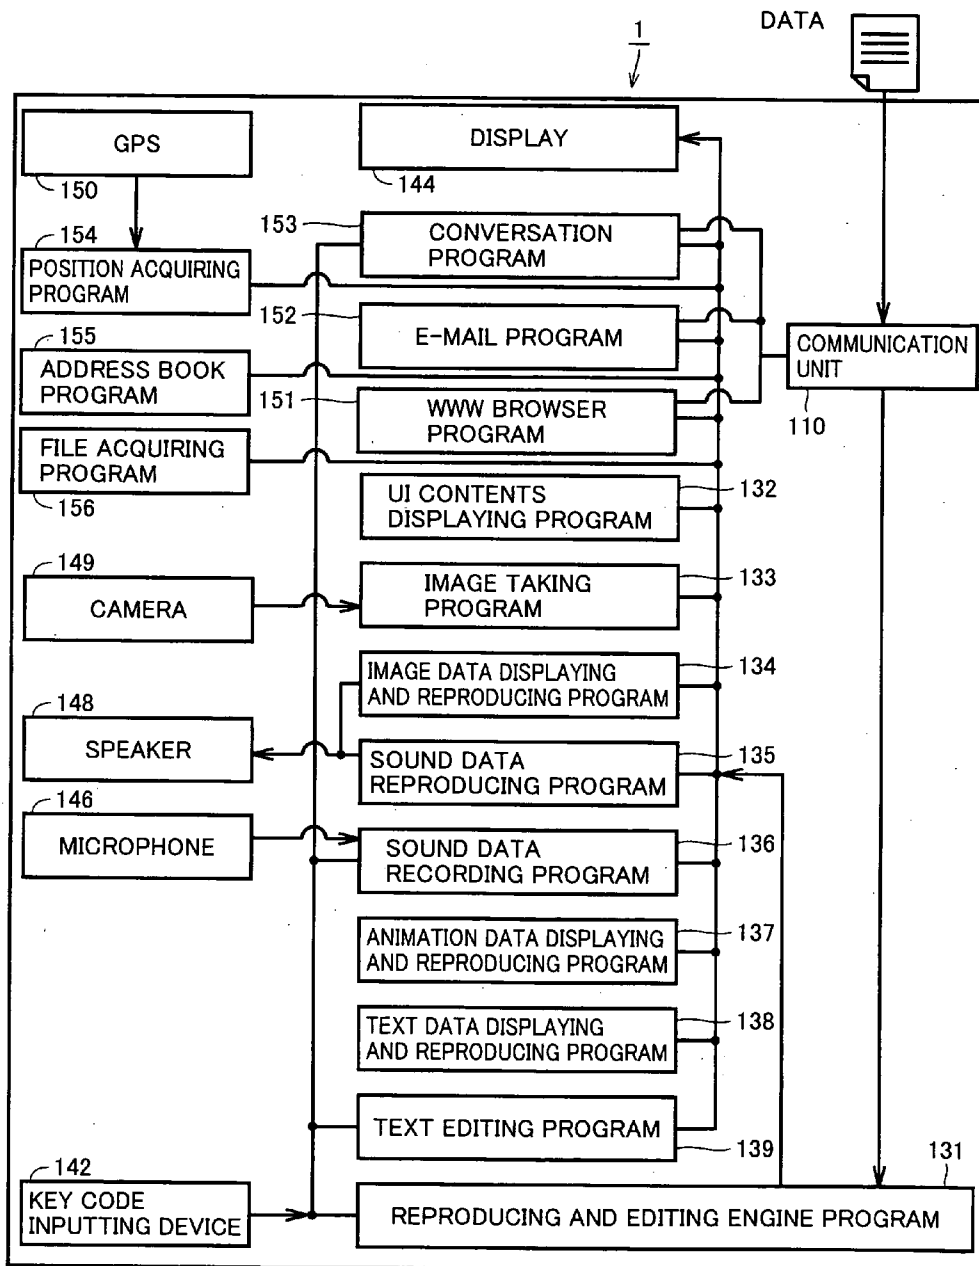 DATA
1
GPS
150
DISPLAY
144
153
CONVERSATION
PROGRAM
154
POSITION ACQUIRING
PROGRAM
152
E-MAIL PROGRAM
155
ADDRESS BOOK
PROGRAM
COMMUNICATION
UNIT
110
151
WWW BROWSER
PROGRAM
FILE ACQUIRING
PROGRAM
156
UI CONTENTS
DISPLAYING PROGRAM
132
149
CAMERA
IMAGE TAKING
PROGRAM
133
IMAGE DATA DISPLAYING
AND REPRODUCING PROGRAM
134
148
SPEAKER
SOUND DATA
REPRODUCING PROGRAM
135
146
MICROPHONE
SOUND DATA
RECORDING PROGRAM
136
ANIMATION DATA DISPLAYING
AND REPRODUCING PROGRAM
137
TEXT DATA DISPLAYING
AND REPRODUCING PROGRAM
138
TEXT EDITING PROGRAM
139
142
KEY CODE
INPUTTING DEVICE
131
REPRODUCING AND EDITING ENGINE PROGRAM